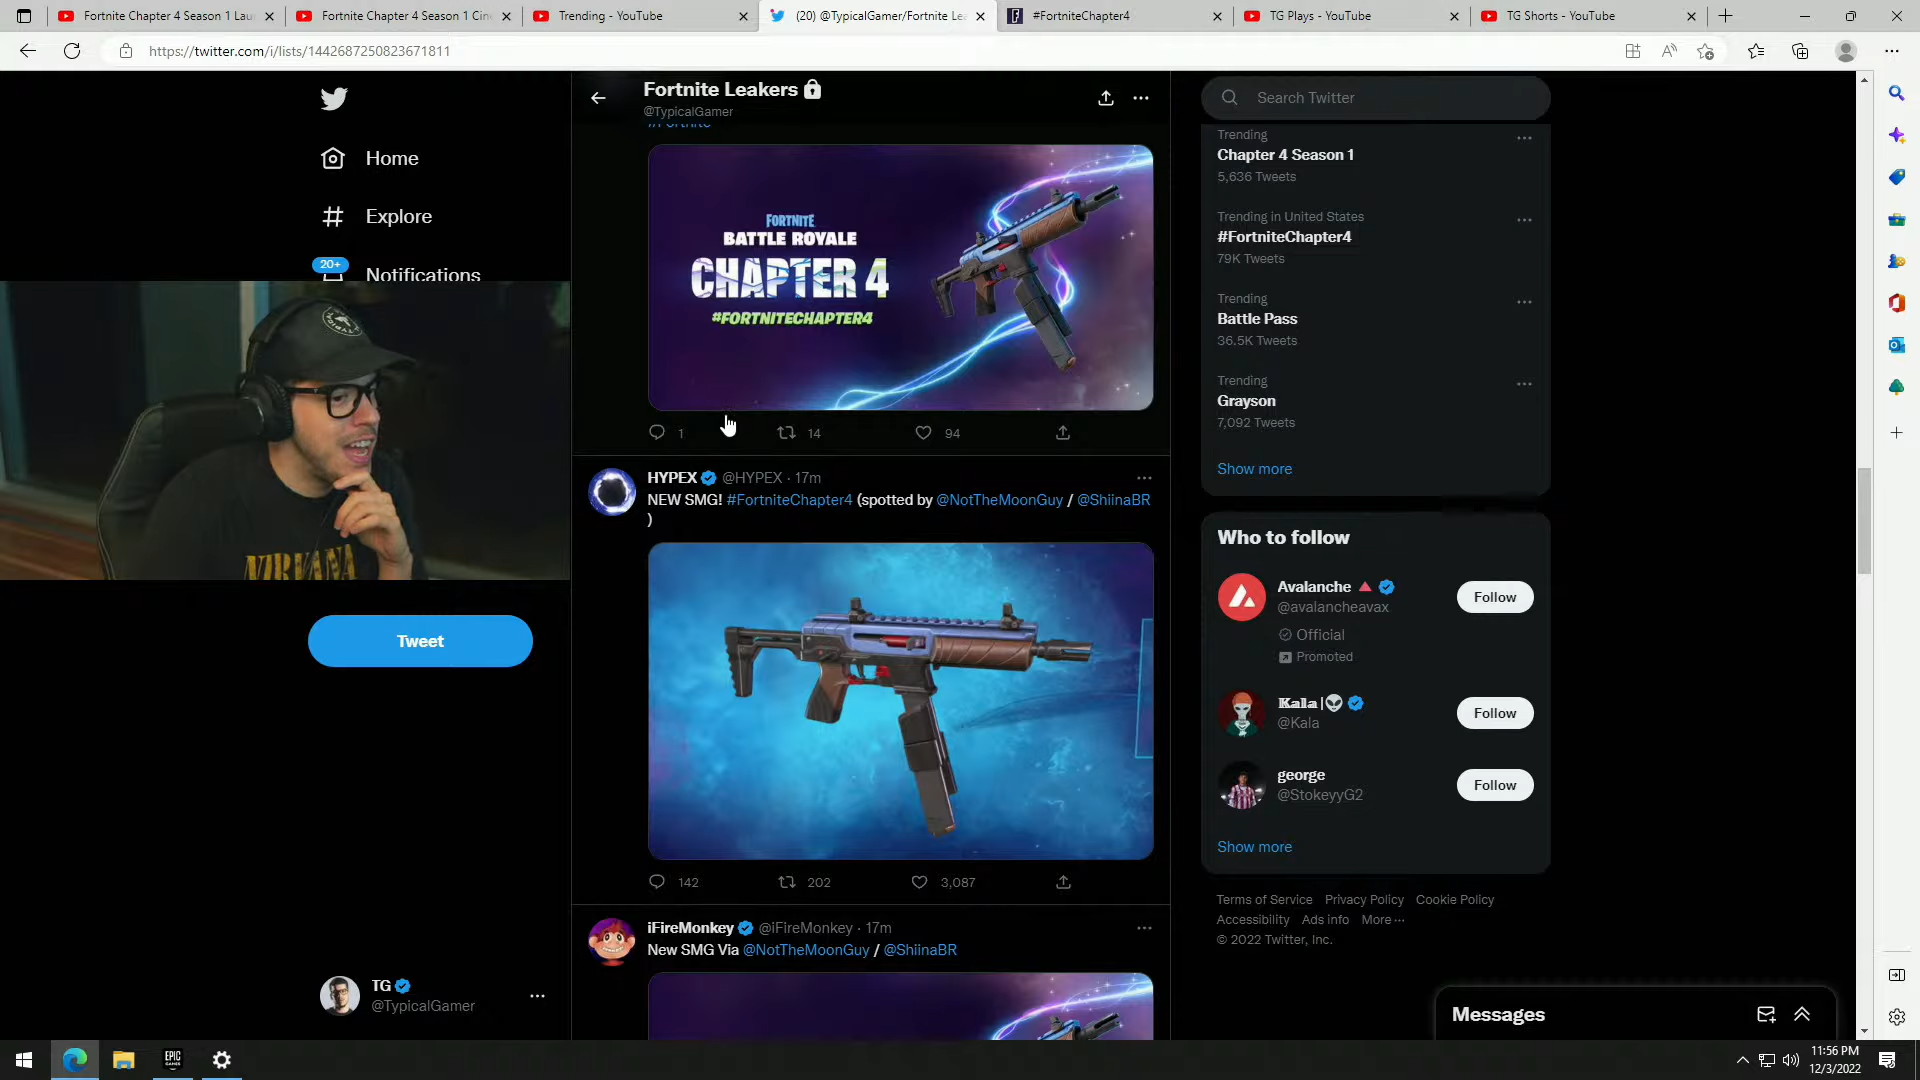 Fortnite Chapter 4 Season 1 Lau
Fortnite Chapter 4 Season 1 Cin
Trending - YouTube
(20) @TypicalGamer/Fortnite Le
#FortniteChapter4
TG Plays - YouTube
TG Shorts - YouTube
https://twitter.com/i/lists/1442687250823671811
Home
Explore
20+
Notifications
Tweet
TG
@TypicalGamer
Fortnite Leakers
@TypicalGamer
#Fortnite
FORTNITE
BATTLE ROYALE
CHAPTER 4
#FORTNITECHAPTER4
1
14
94
HYPEX @HYPEX · 17m
NEW SMG! #FortniteChapter4 (spotted by @NotTheMoonGuy / @ShiinaBR
)
142
202
3,087
iFireMonkey @iFireMonkey · 17m
New SMG Via @NotTheMoonGuy / @ShiinaBR
Search Twitter
Trending
Chapter 4 Season 1
5,636 Tweets
Trending in United States
#FortniteChapter4
79K Tweets
Trending
Battle Pass
36.5K Tweets
Trending
Grayson
7,092 Tweets
Show more
Who to follow
Avalanche
@avalancheavax
Official
Promoted
Follow
Kala|
@Kala
Follow
george
@StokeyyG2
Follow
Show more
Terms of Service Privacy Policy Cookie Policy
Accessibility Ads info More ···
© 2022 Twitter, Inc.
Messages
NIRVANA
EPIC
GAMES
11:56 PM
12/3/2022